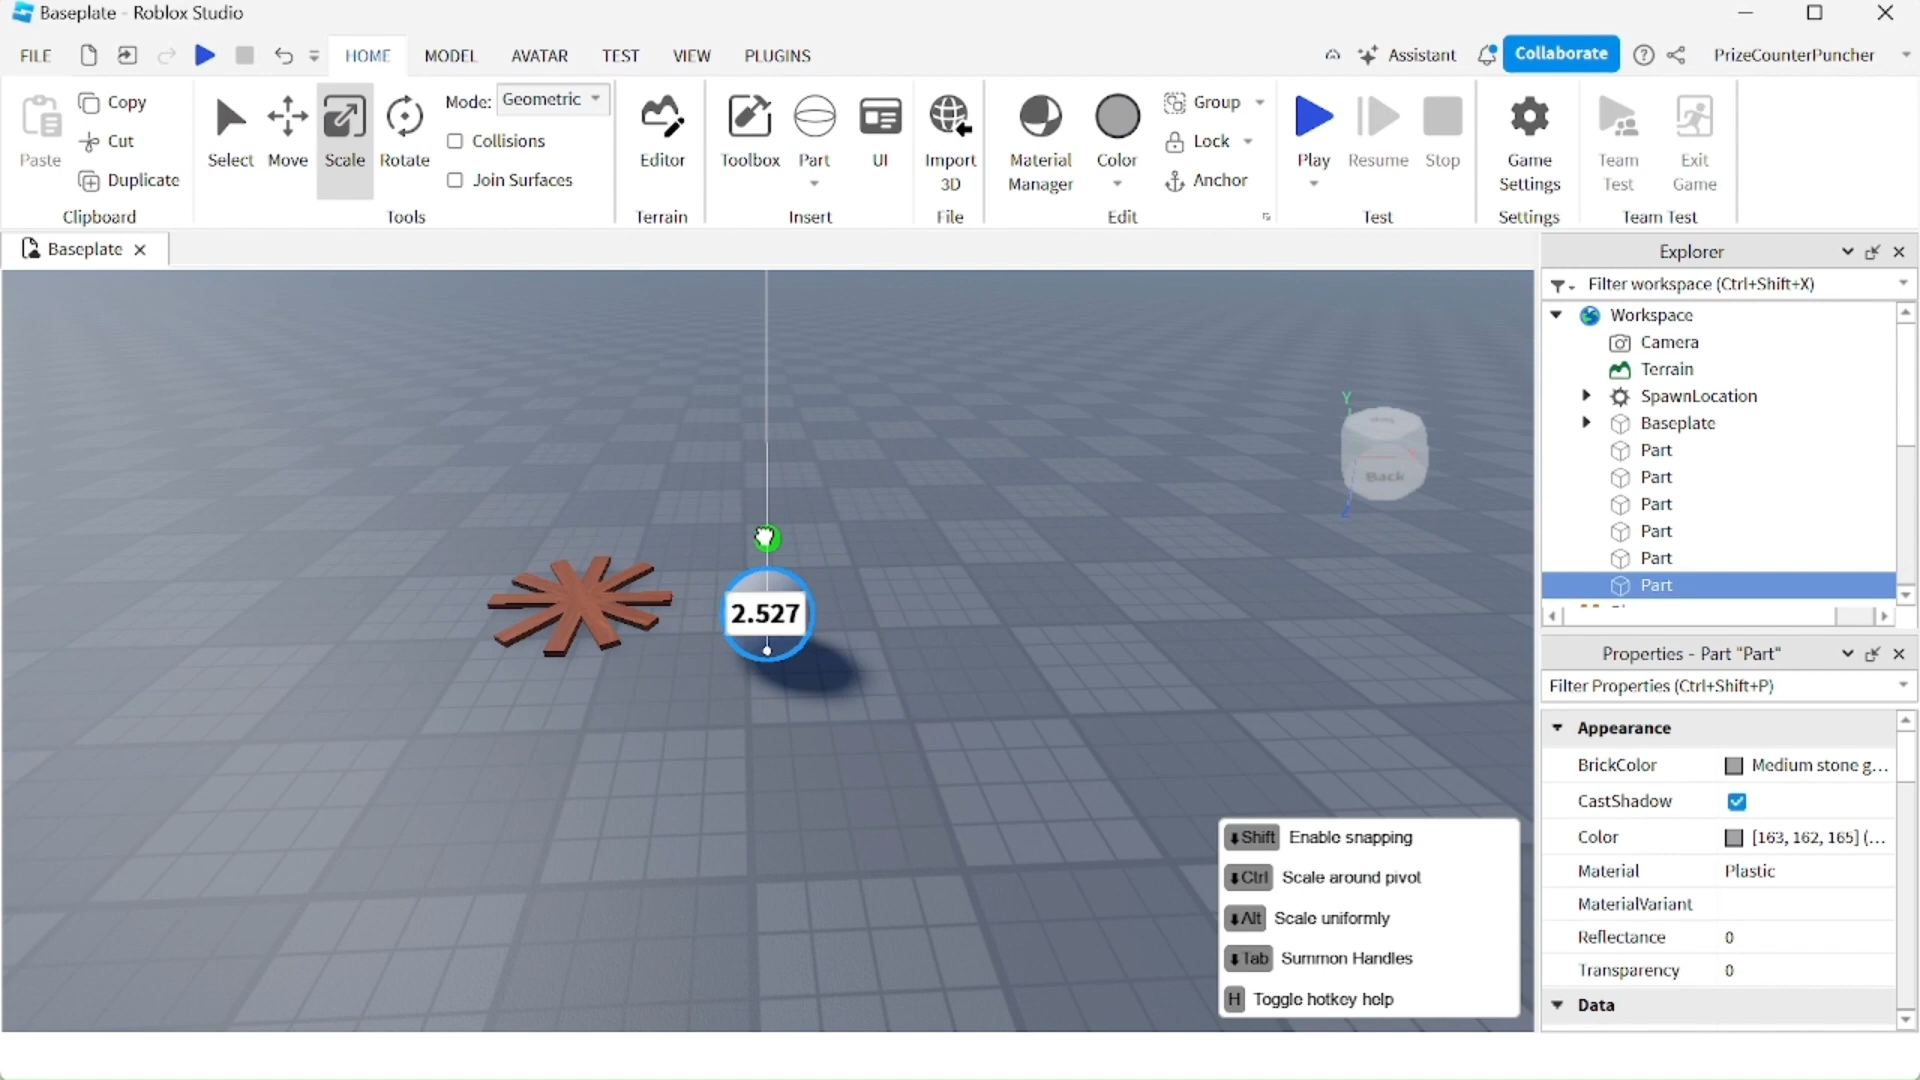 Baseplate - Roblox Studio
FILE
HOME
MODEL
AVATAR
TEST
VIEW
PLUGINS
Assistant
Collaborate
PrizeCounterPuncher
Paste
Copy
Cut
Duplicate
Clipboard
Select
Move
Scale
Rotate
Mode: Geometric
Collisions
Join Surfaces
Tools
Editor
Terrain
Toolbox
Part
UI
Insert
Import
3D
File
Material
Manager
Color
Group
Lock
Anchor
Edit
Play
Resume
Stop
Test
Game
Settings
Settings
Team
Test
Exit
Game
Team Test
Baseplate
Y
Back
Z
2.527
Shift Enable snapping
Ctrl Scale around pivot
Alt Scale uniformly
Tab Summon Handles
H Toggle hotkey help
Explorer
Filter workspace (Ctrl+Shift+X)
Workspace
Camera
Terrain
SpawnLocation
Baseplate
Part
Part
Part
Part
Part
Part
Properties - Part "Part"
Filter Properties (Ctrl+Shift+P)
Appearance
BrickColor Medium stone g...
CastShadow
Color [163, 162, 165] (...
Material Plastic
MaterialVariant
Reflectance 0
Transparency 0
Data